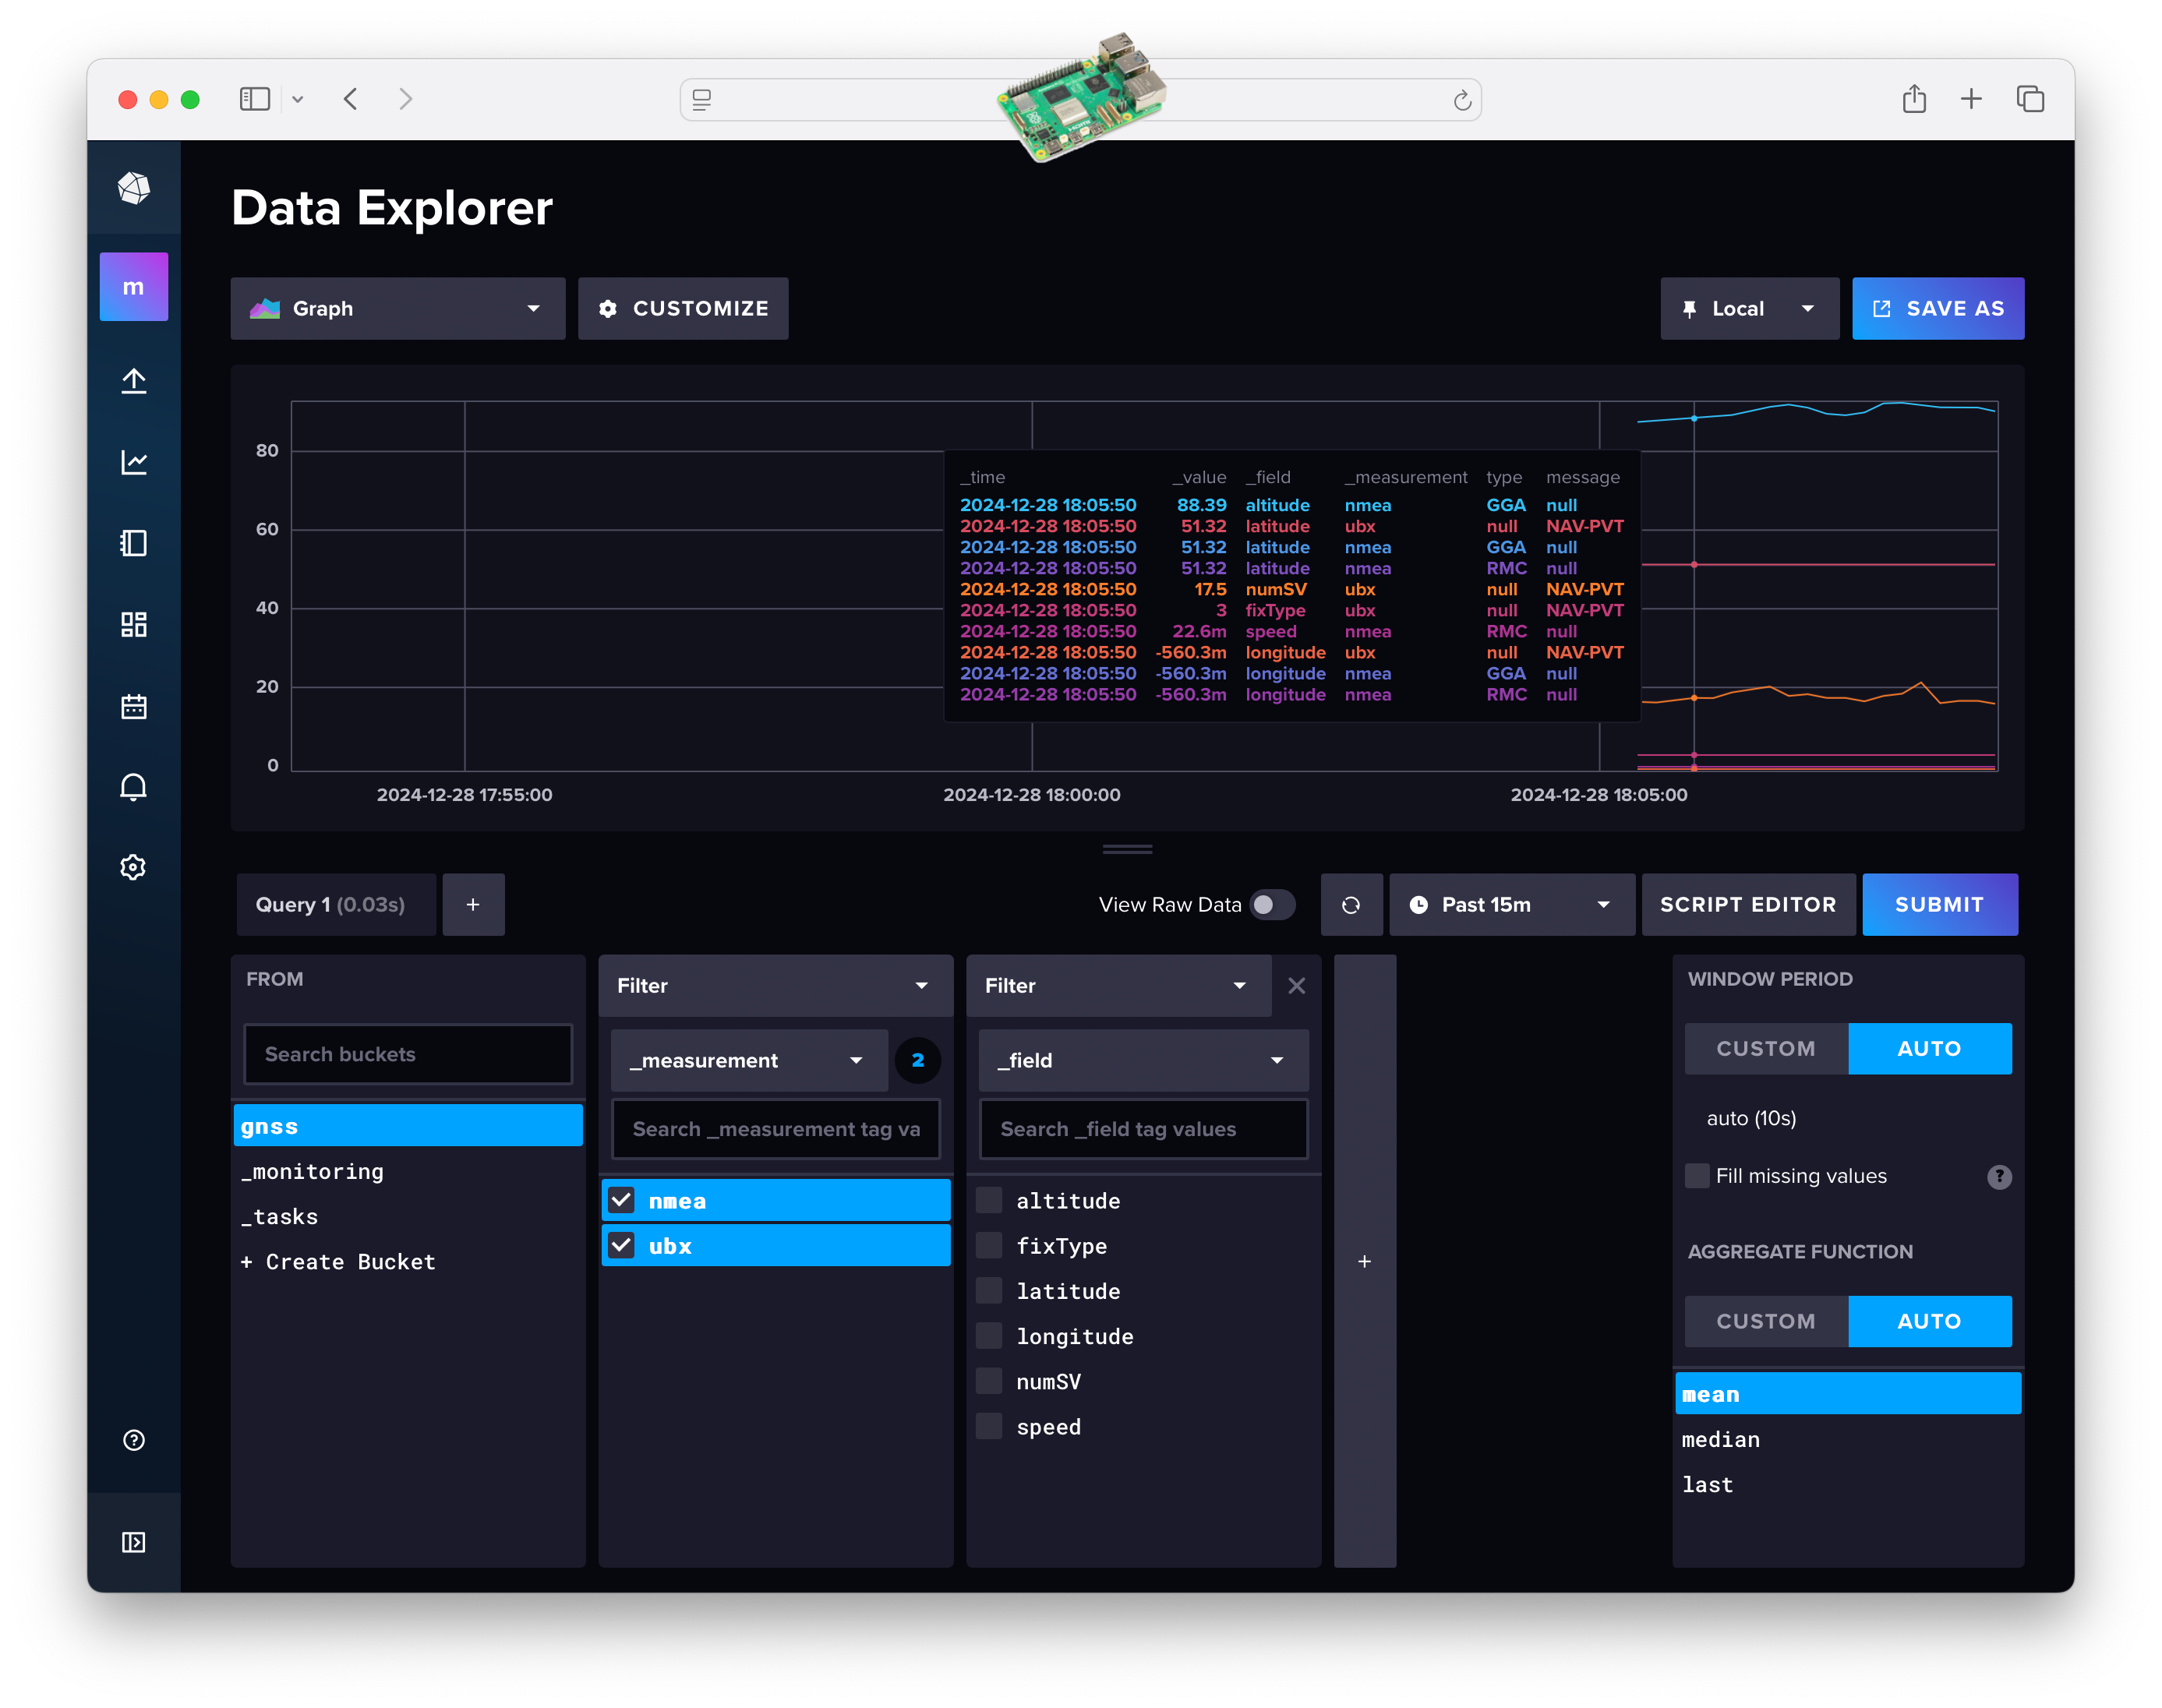 Data Explorer
m
Graph
CUSTOMIZE
Local
SAVE AS
80
60
40
20
0
_time _value _field _measurement type message
2024-12-28 18:05:50 88.39 altitude nmea GGA null
2024-12-28 18:05:50 51.32 latitude ubx null NAV-PVT
2024-12-28 18:05:50 51.32 latitude nmea GGA null
2024-12-28 18:05:50 51.32 latitude nmea RMC null
2024-12-28 18:05:50 17.5 numSV ubx null NAV-PVT
2024-12-28 18:05:50 3 fixType ubx null NAV-PVT
2024-12-28 18:05:50 22.6m speed nmea RMC null
2024-12-28 18:05:50 -560.3m longitude ubx null NAV-PVT
2024-12-28 18:05:50 -560.3m longitude nmea GGA null
2024-12-28 18:05:50 -560.3m longitude nmea RMC null
2024-12-28 17:55:00
2024-12-28 18:00:00
2024-12-28 18:05:00
Query 1 (0.03s)
+
View Raw Data
Past 15m
SCRIPT EDITOR
SUBMIT
FROM
Search buckets
gnss
_monitoring
_tasks
+ Create Bucket
Filter
_measurement
2
Search _measurement tag va
nmea
ubx
Filter
_field
Search _field tag values
altitude
fixType
latitude
longitude
numSV
speed
+
WINDOW PERIOD
CUSTOM
AUTO
auto (10s)
Fill missing values
?
AGGREGATE FUNCTION
CUSTOM
AUTO
mean
median
last